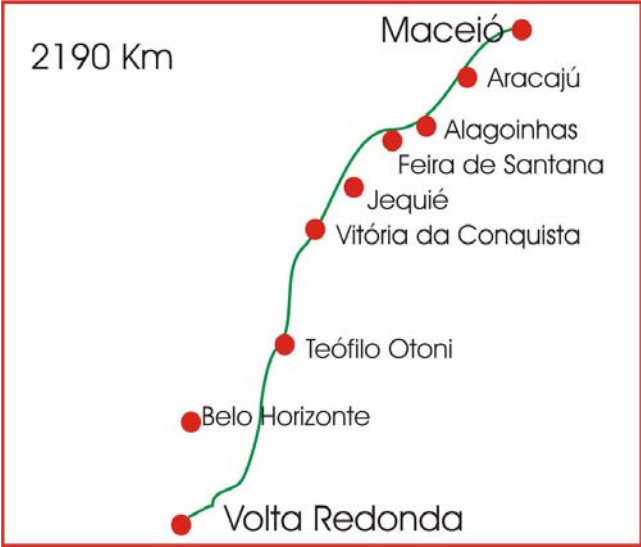 Maceió
2190 Km
Aracajú
Alagoinhas
Feira de Santana
Jequié
Vitória da Conquista
Teófilo Otoni
Belo Horizonte
Volta Redonda